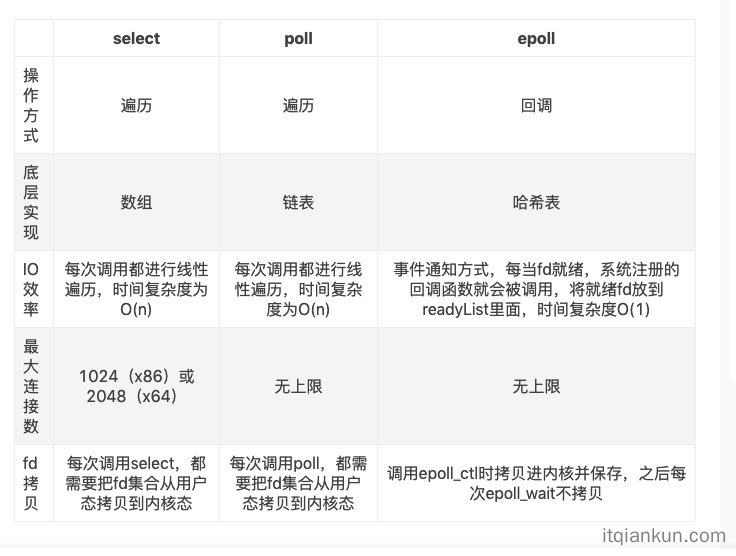 select poll epoll
操
作
方
式
遍历 遍历 回调
底
层
实
现
数组 链表 哈希表
IO
效
率
每次调用都进行线性
遍历，时间复杂度为
O(n)
每次调用都进行线
性遍历，时间复杂
度为O(n)
事件通知方式，每当fd就绪，系统注册的
回调函数就会被调用，将就绪fd放到
readyList里面，时间复杂度O(1)
最
大
连
接
数
1024（x86）或
2048（x64）
无上限
无上限
fd
拷
贝
每次调用select，都
需要把fd集合从用户
态拷贝到内核态
每次调用poll，都需
要把fd集合从用户
态拷贝到内核态
调用epoll_ctl时拷贝进内核并保存，之后每
次epoll_wait不拷贝
itqiankun.com